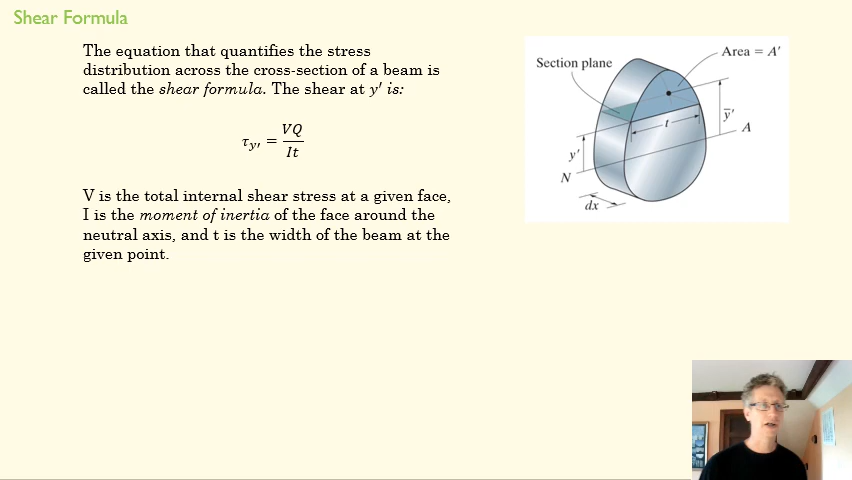 Shear Formula
The equation that quantifies the stress
distribution across the cross-section of a beam is
called the shear formula. The shear at y′ is:
τy′ = VQ / It
V is the total internal shear stress at a given face,
I is the moment of inertia of the face around the
neutral axis, and t is the width of the beam at the
given point.
Section plane
Area = A′
t
ȳ′
A
y′
N
dx